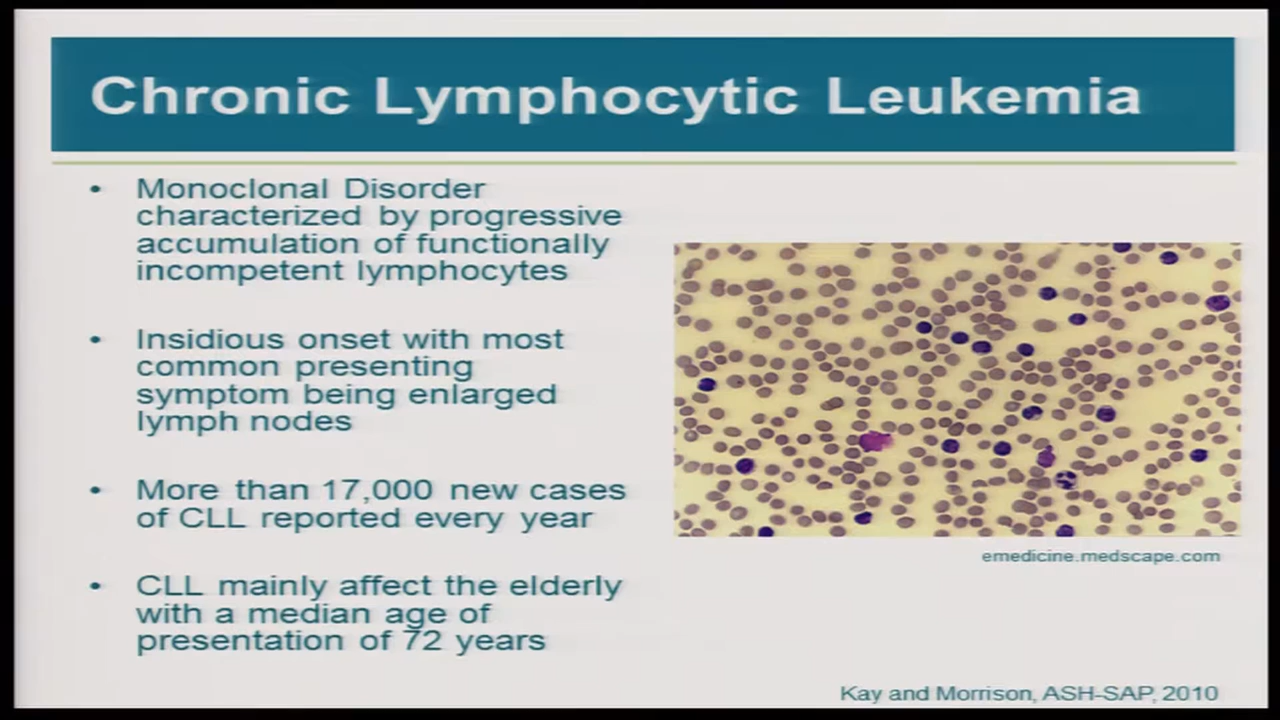 Chronic Lymphocytic Leukemia
• Monoclonal Disorder
characterized by progressive
accumulation of functionally
incompetent lymphocytes
• Insidious onset with most
common presenting
symptom being enlarged
lymph nodes
• More than 17,000 new cases
of CLL reported every year
• CLL mainly affect the elderly
with a median age of
presentation of 72 years
emedicine.medscape.com
Kay and Morrison, ASH-SAP, 2010